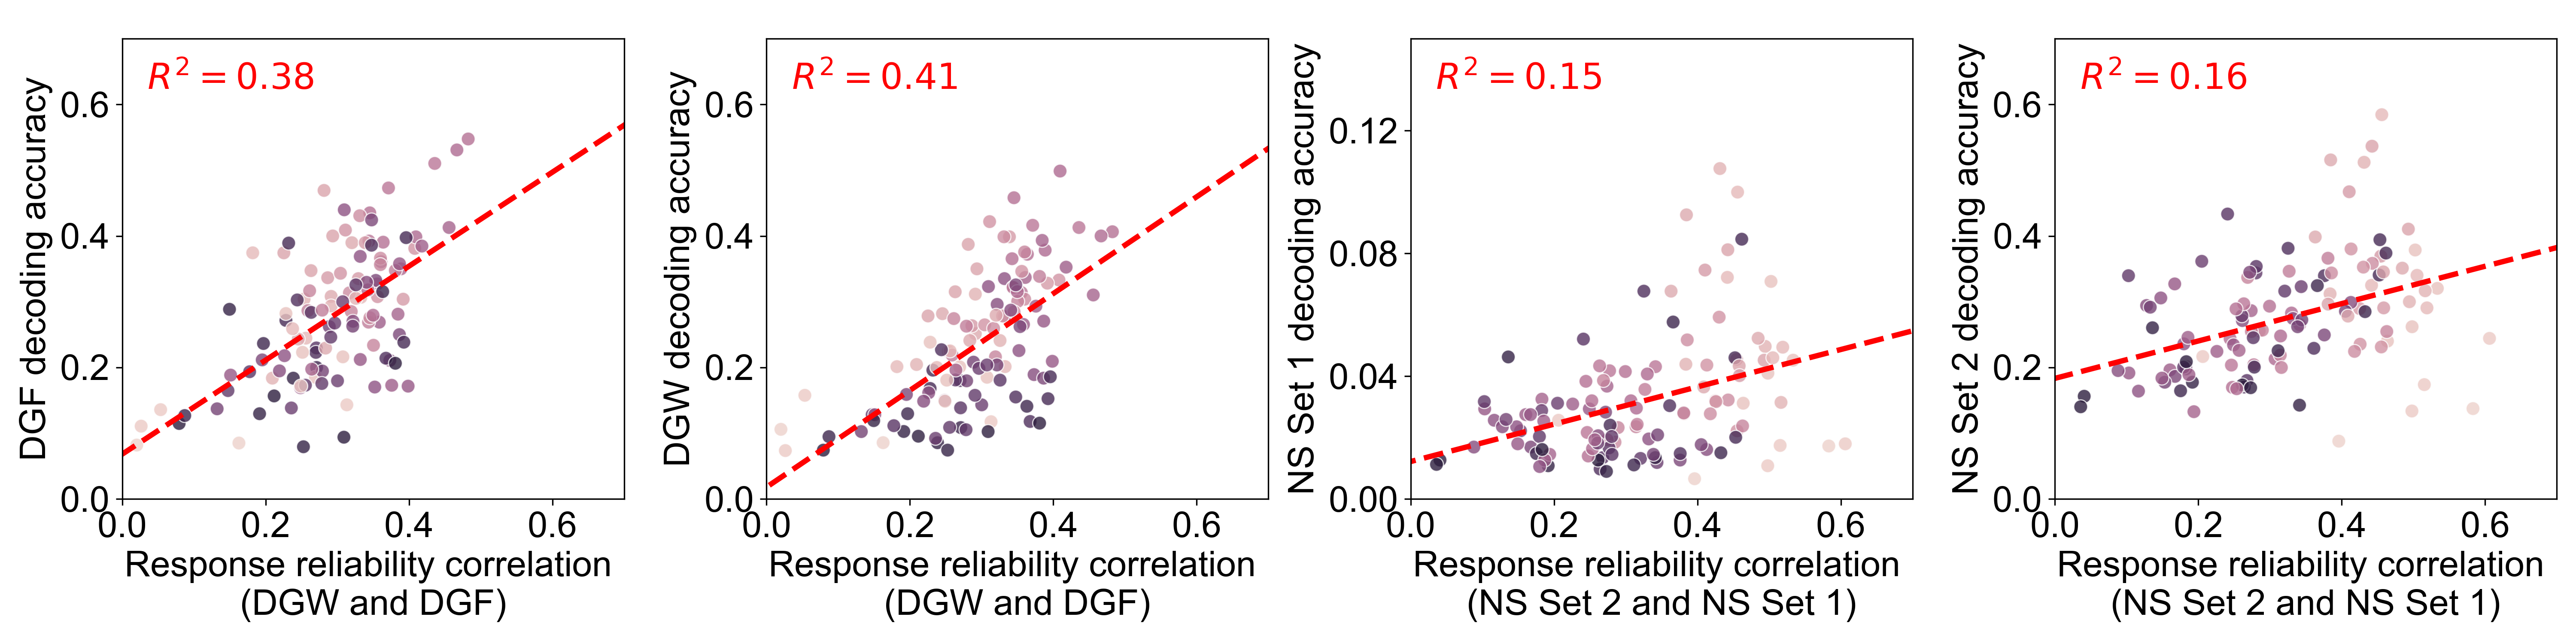 R² = 0.38
DGF decoding accuracy
0.6
0.4
0.2
0.0
0.0 0.2 0.4 0.6
Response reliability correlation
(DGW and DGF)
R² = 0.41
DGW decoding accuracy
0.6
0.4
0.2
0.0
0.0 0.2 0.4 0.6
Response reliability correlation
(DGW and DGF)
R² = 0.15
NS Set 1 decoding accuracy
0.12
0.08
0.04
0.00
0.0 0.2 0.4 0.6
Response reliability correlation
(NS Set 2 and NS Set 1)
R² = 0.16
NS Set 2 decoding accuracy
0.6
0.4
0.2
0.0
0.0 0.2 0.4 0.6
Response reliability correlation
(NS Set 2 and NS Set 1)